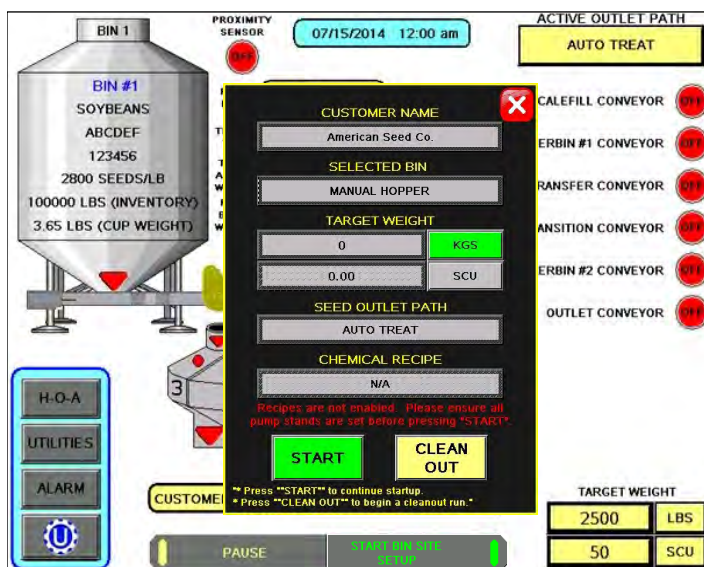 BIN 1
PROXIMITY
SENSOR
OFF
07/15/2014 12:00 am
ACTIVE OUTLET PATH
AUTO TREAT
BIN #1
SOYBEANS
ABCDEF
123456
2800 SEEDS/LB
100000 LBS (INVENTORY)
3.65 LBS (CUP WEIGHT)
CUSTOMER NAME
American Seed Co.
SELECTED BIN
MANUAL HOPPER
TARGET WEIGHT
0
KGS
0.00
SCU
SEED OUTLET PATH
AUTO TREAT
CHEMICAL RECIPE
N/A
Recipes are not enabled. Please ensure all
pump stands are set before pressing *START*.
START
CLEAN
OUT
"* Press ""START"" to continue startup.
* Press ""CLEAN OUT"" to begin a cleanout run."
CALEFILL CONVEYOR OFF
ERBIN #1 CONVEYOR OFF
RANSFER CONVEYOR OFF
ANSITION CONVEYOR OFF
ERBIN #2 CONVEYOR OFF
OUTLET CONVEYOR OFF
3
H-O-A
UTILITIES
ALARM
U
CUSTOME
PAUSE
START BIN SITE
SETUP
TARGET WEIGHT
2500 LBS
50 SCU